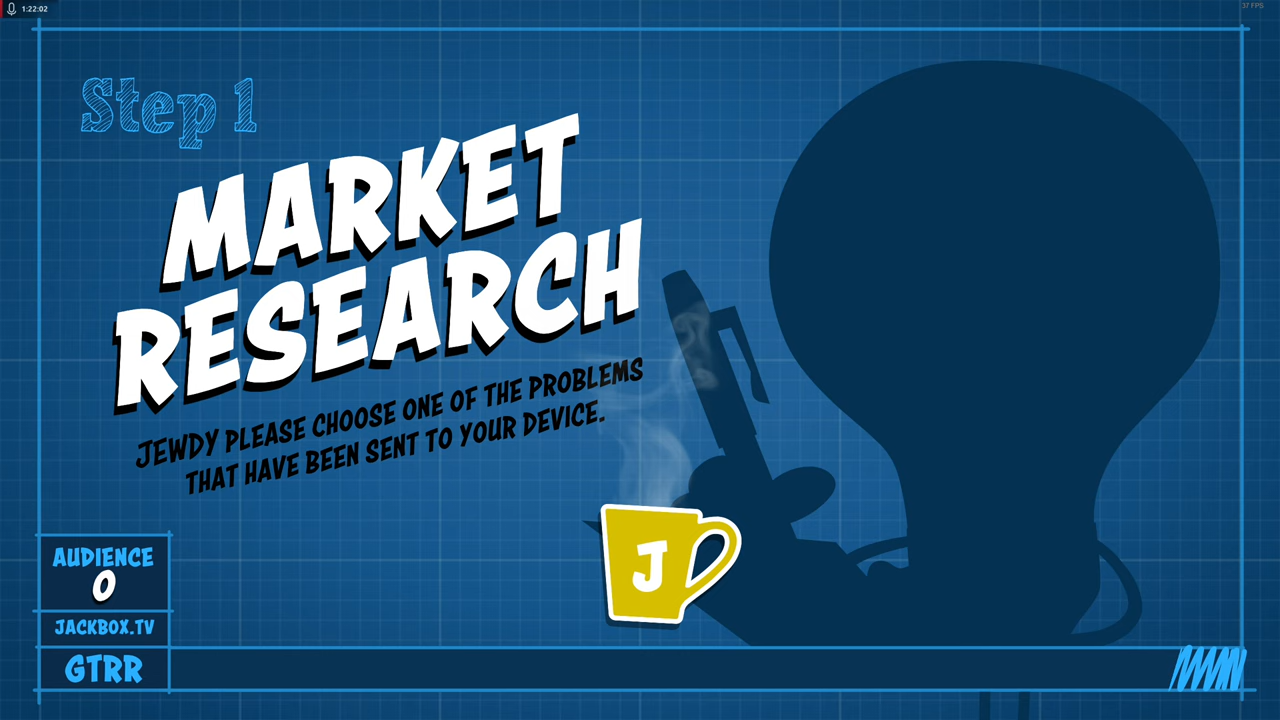 1:22:02
37 FPS
Step 1
MARKET
RESEARCH
JEWDY PLEASE CHOOSE ONE OF THE PROBLEMS
THAT HAVE BEEN SENT TO YOUR DEVICE.
J
AUDIENCE
0
JACKBOX.TV
GTRR